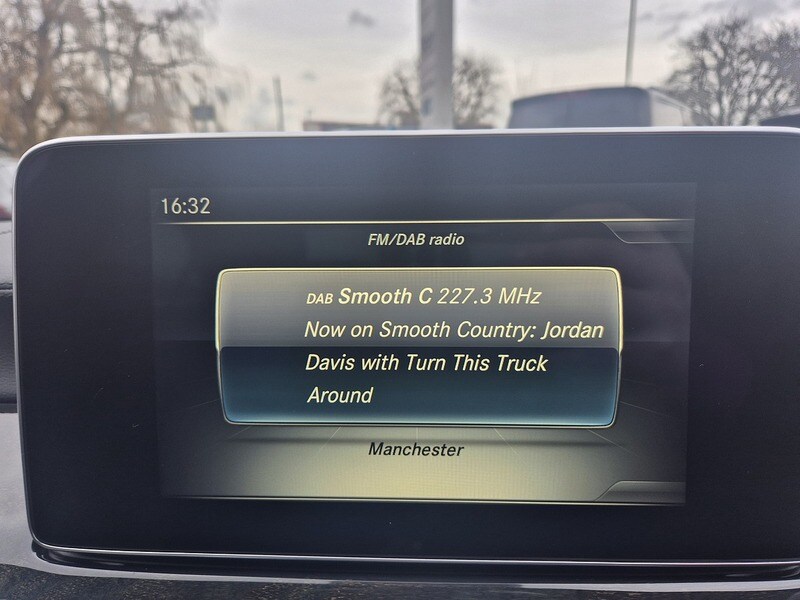 16:32
FM/DAB radio
DAB Smooth C 227.3 MHz
Now on Smooth Country: Jordan
Davis with Turn This Truck
Around
Manchester